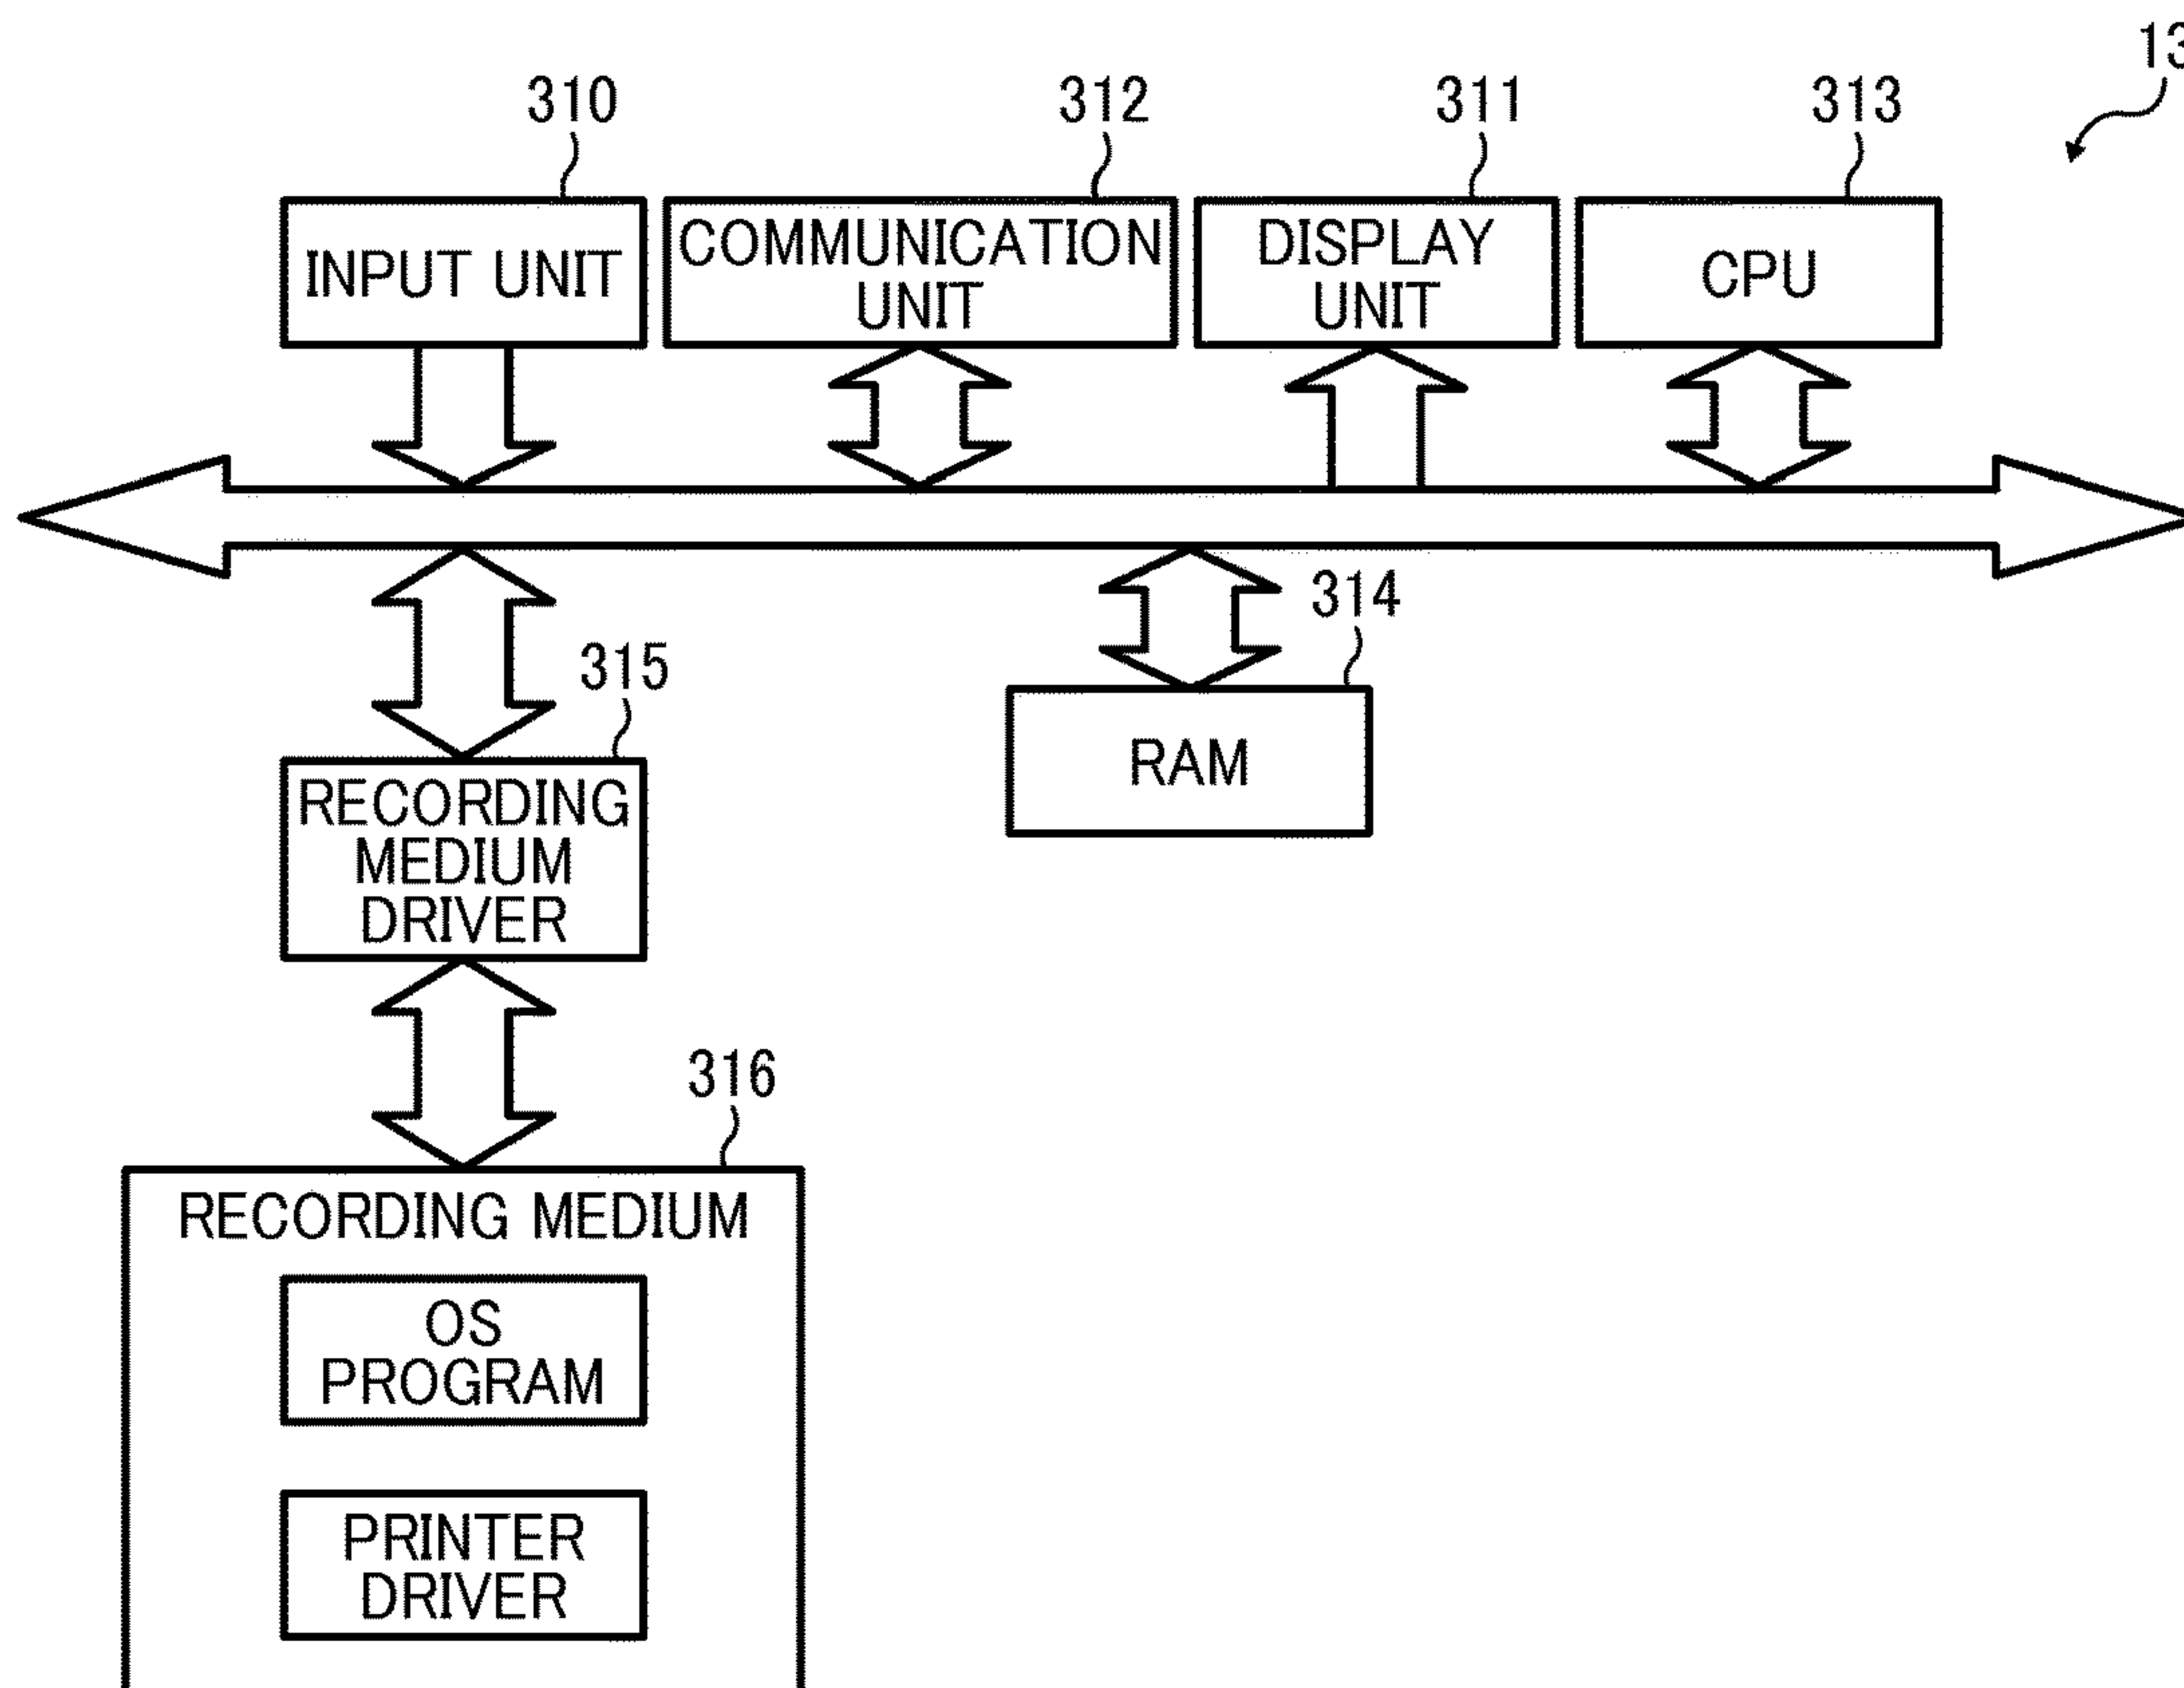 13
310
312
311
313
INPUT UNIT
COMMUNICATION
UNIT
DISPLAY
UNIT
CPU
314
315
RAM
RECORDING
MEDIUM
DRIVER
316
RECORDING MEDIUM
OS
PROGRAM
PRINTER
DRIVER